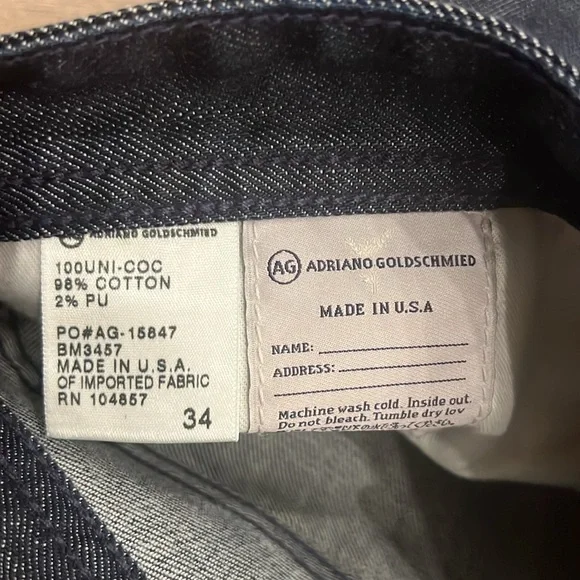 ADRIANO GOLDSCHMIED
100UNI-COC
98% COTTON
2% PU
PO#AG-15847
BM3457
MADE IN U.S.A.
OF IMPORTED FABRIC
RN 104857
34
AG ADRIANO GOLDSCHMIED
MADE IN U.S.A
NAME:
ADDRESS:
Machine wash cold. Inside out.
Do not bleach. Tumble dry low